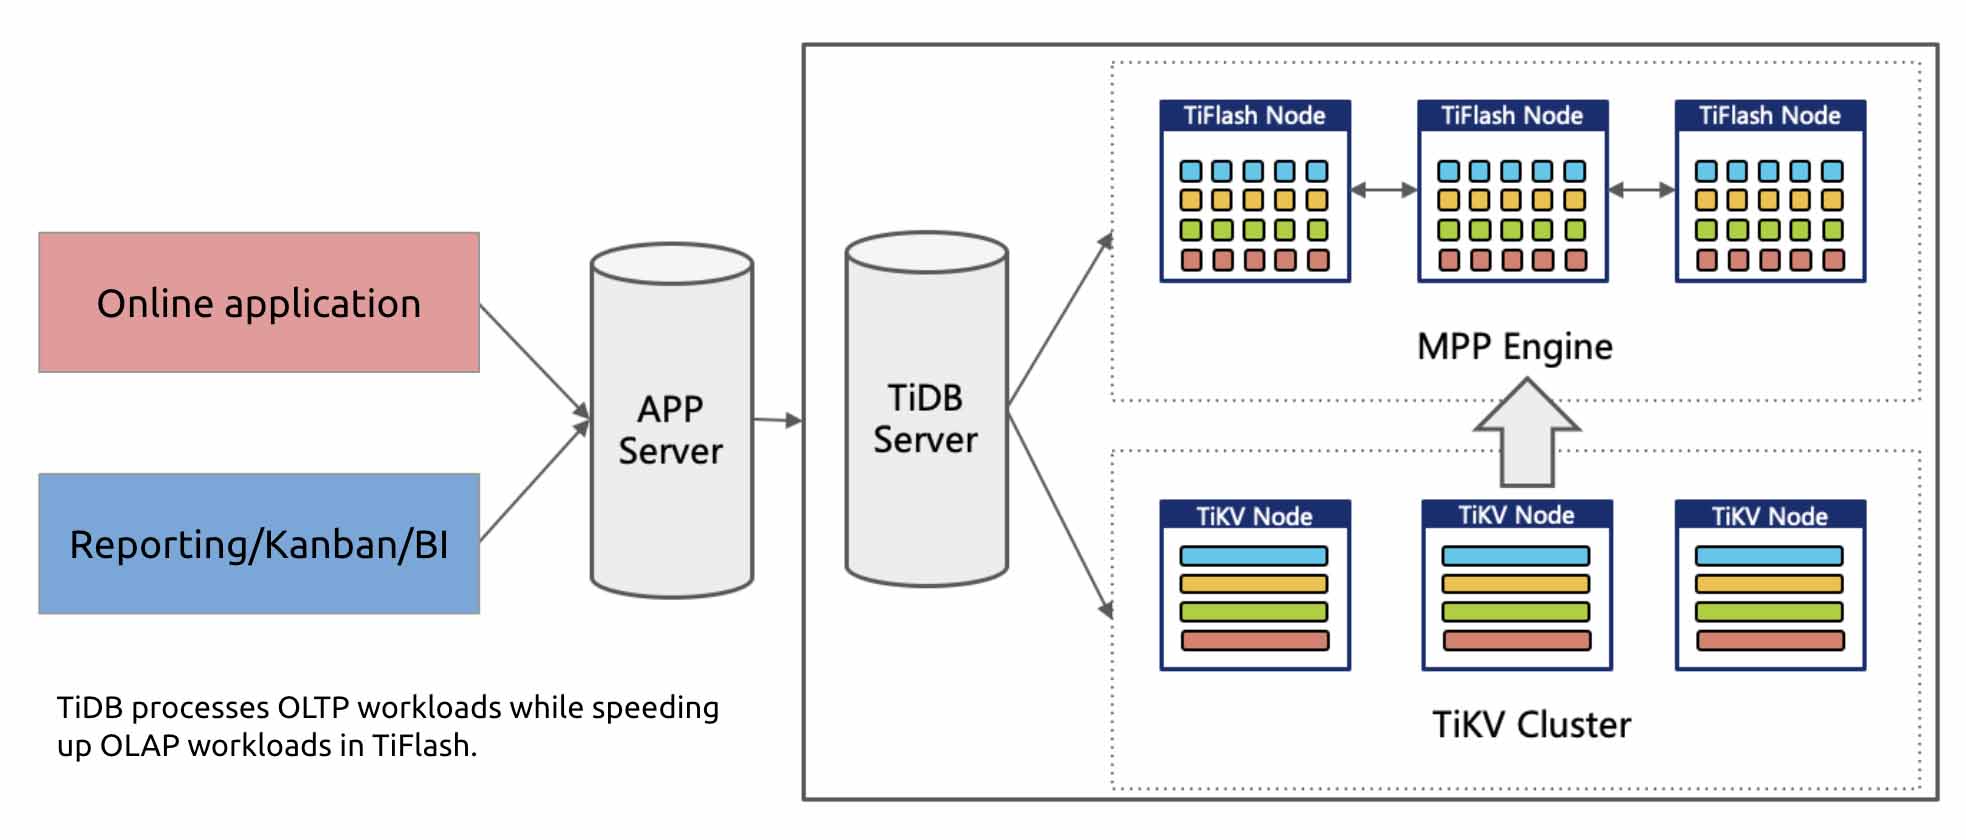 Online application
Reporting/Kanban/BI
TiDB processes OLTP workloads while speeding
up OLAP workloads in TiFlash.
APP
Server
TiDB
Server
TiFlash Node
TiFlash Node
TiFlash Node
MPP Engine
TiKV Node
TiKV Node
TiKV Node
TiKV Cluster